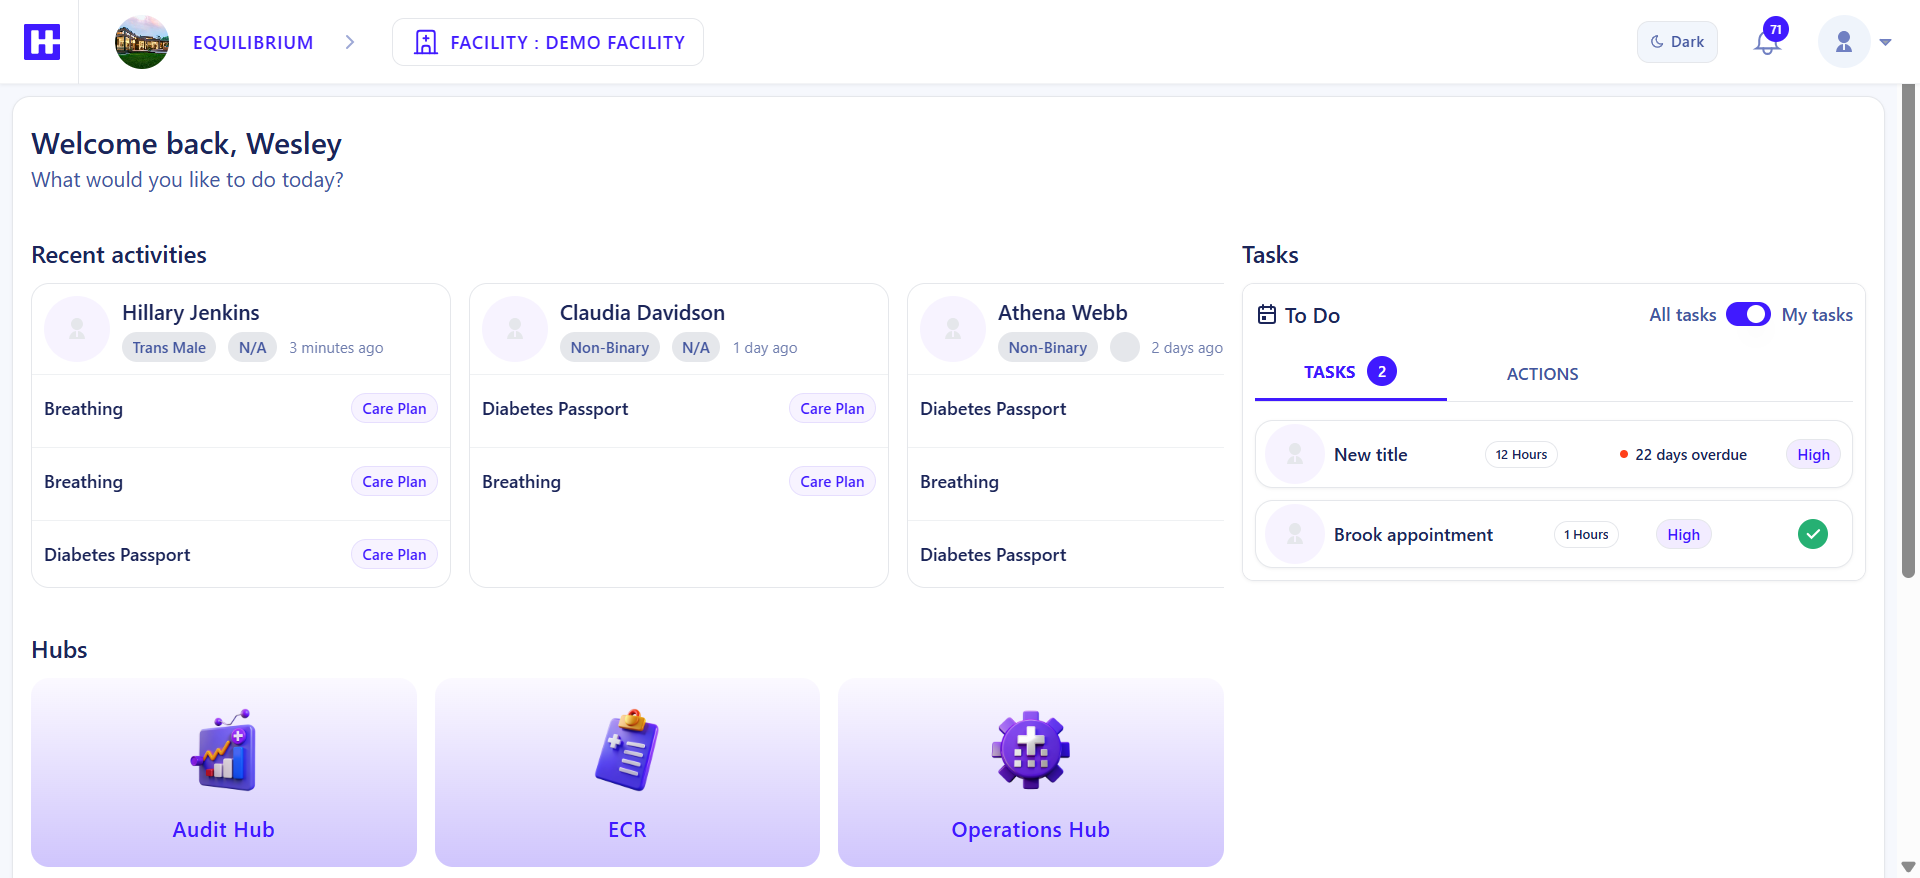 EQUILIBRIUM
FACILITY : DEMO FACILITY
Dark
71
Welcome back, Wesley
What would you like to do today?
Recent activities
Hillary Jenkins
Trans Male
N/A
3 minutes ago
Breathing
Care Plan
Breathing
Care Plan
Diabetes Passport
Care Plan
Claudia Davidson
Non-Binary
N/A
1 day ago
Diabetes Passport
Care Plan
Breathing
Care Plan
Athena Webb
Non-Binary
2 days ago
Diabetes Passport
Breathing
Diabetes Passport
Tasks
To Do
All tasks
My tasks
TASKS 2
ACTIONS
New title
12 Hours
22 days overdue
High
Brook appointment
1 Hours
High
Hubs
Audit Hub
ECR
Operations Hub